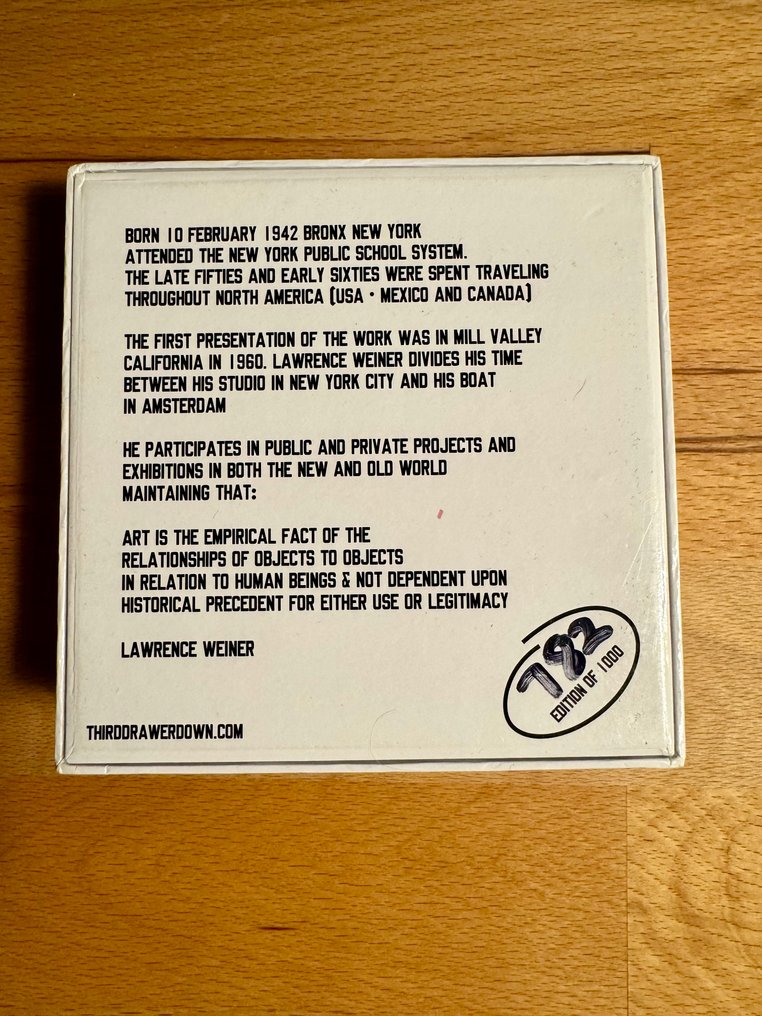 BORN 10 FEBRUARY 1942 BRONX NEW YORK
ATTENDED THE NEW YORK PUBLIC SCHOOL SYSTEM.
THE LATE FIFTIES AND EARLY SIXTIES WERE SPENT TRAVELING
THROUGHOUT NORTH AMERICA (USA • MEXICO AND CANADA)
THE FIRST PRESENTATION OF THE WORK WAS IN MILL VALLEY
CALIFORNIA IN 1960. LAWRENCE WEINER DIVIDES HIS TIME
BETWEEN HIS STUDIO IN NEW YORK CITY AND HIS BOAT
IN AMSTERDAM
HE PARTICIPATES IN PUBLIC AND PRIVATE PROJECTS AND
EXHIBITIONS IN BOTH THE NEW AND OLD WORLD
MAINTAINING THAT:
ART IS THE EMPIRICAL FACT OF THE
RELATIONSHIPS OF OBJECTS TO OBJECTS
IN RELATION TO HUMAN BEINGS & NOT DEPENDENT UPON
HISTORICAL PRECEDENT FOR EITHER USE OR LEGITIMACY
LAWRENCE WEINER
782
EDITION OF 1000
THIRDDRAWERDOWN.COM